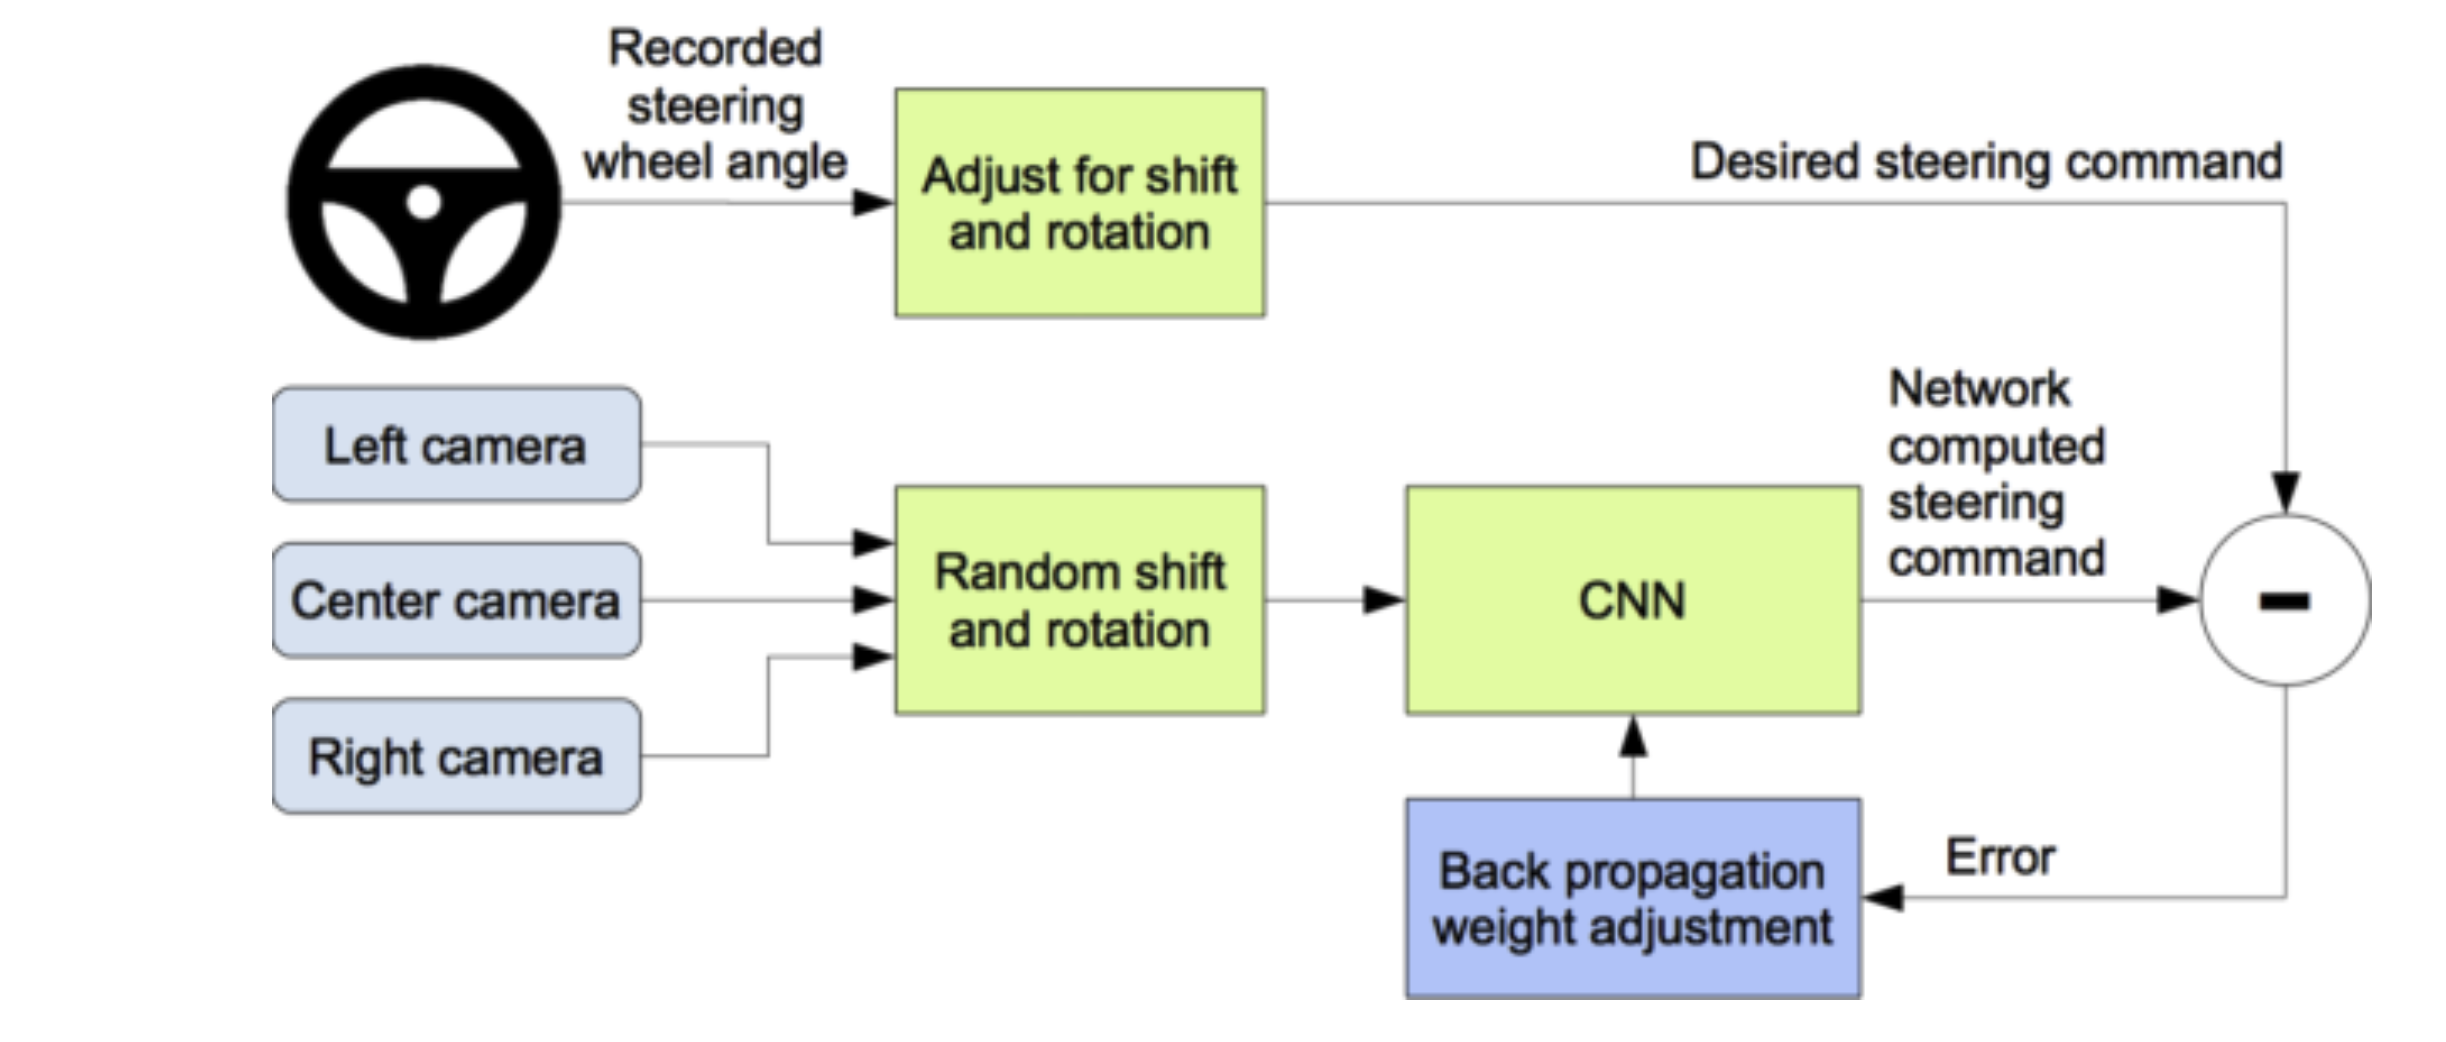 Recorded
steering
wheel angle
Adjust for shift
and rotation
Desired steering command
Left camera
Center camera
Right camera
Random shift
and rotation
CNN
Network
computed
steering
command
-
Back propagation
weight adjustment
Error